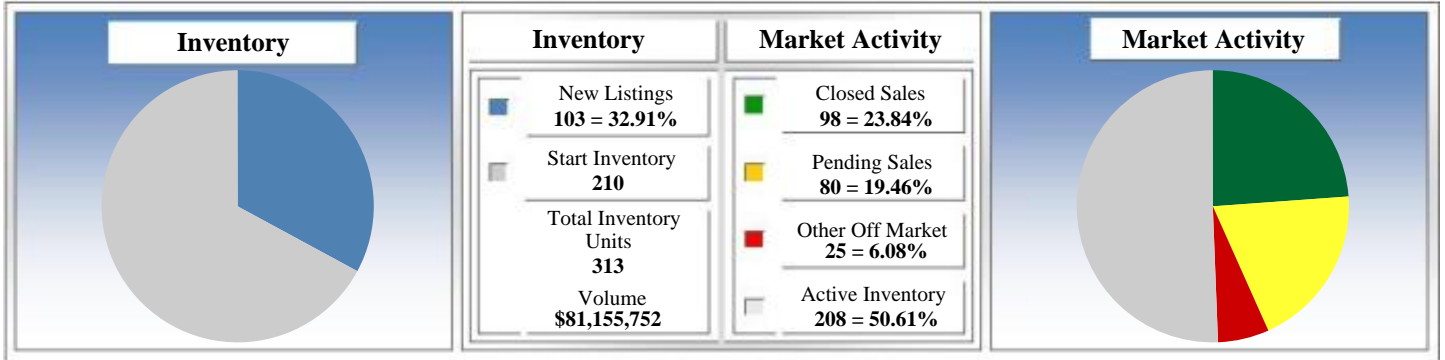 Inventory
Inventory
Market Activity
Market Activity
New Listings
103 = 32.91%
Start Inventory
210
Total Inventory
Units
313
Volume
$81,155,752
Closed Sales
98 = 23.84%
Pending Sales
80 = 19.46%
Other Off Market
25 = 6.08%
Active Inventory
208 = 50.61%